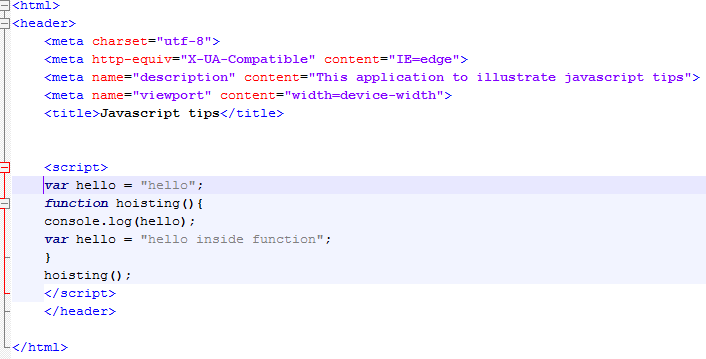 <html>
<header>
<meta charset="utf-8">
<meta http-equiv="X-UA-Compatible" content="IE=edge">
<meta name="description" content="This application to illustrate javascript tips">
<meta name="viewport" content="width=device-width">
<title>Javascript tips</title>
<script>
var hello = "hello";
function hoisting(){
console.log(hello);
var hello = "hello inside function";
}
hoisting();
</script>
</header>
</html>